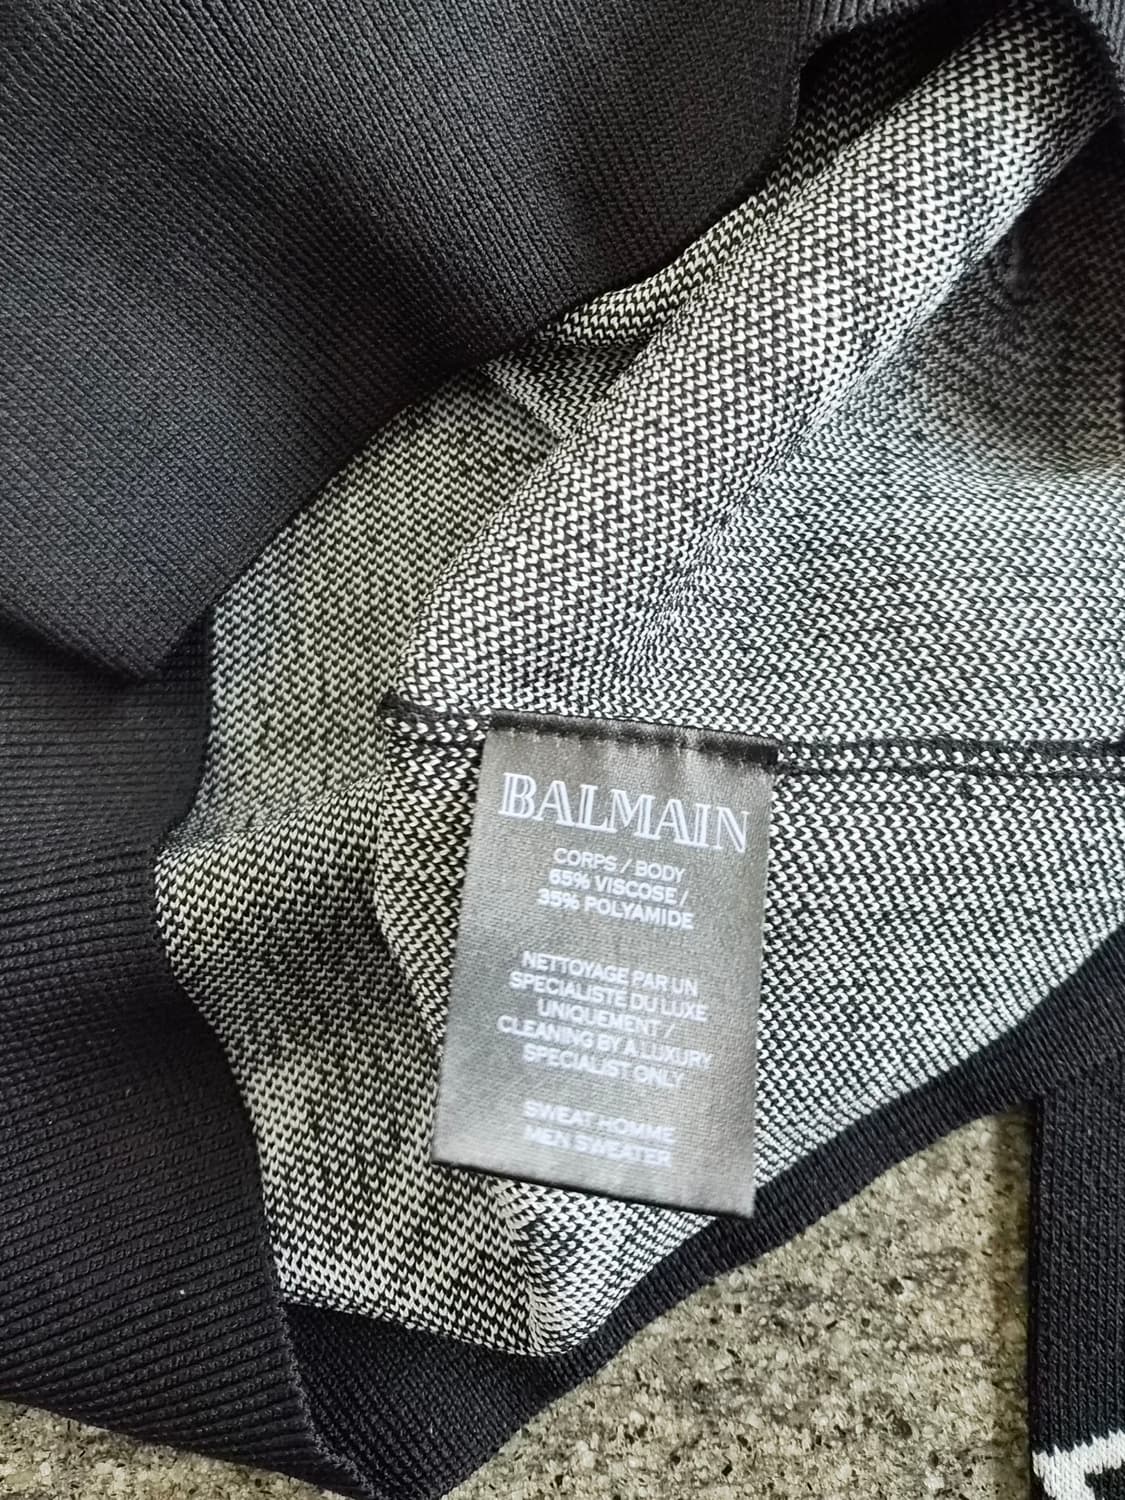 BALMAIN
CORPS / BODY
65% VISCOSE /
35% POLYAMIDE
NETTOYAGE PAR UN
SPECIALISTE DU LUXE
UNIQUEMENT /
CLEANING BY A LUXURY
SPECIALIST ONLY
SWEAT HOMME
MEN SWEATER